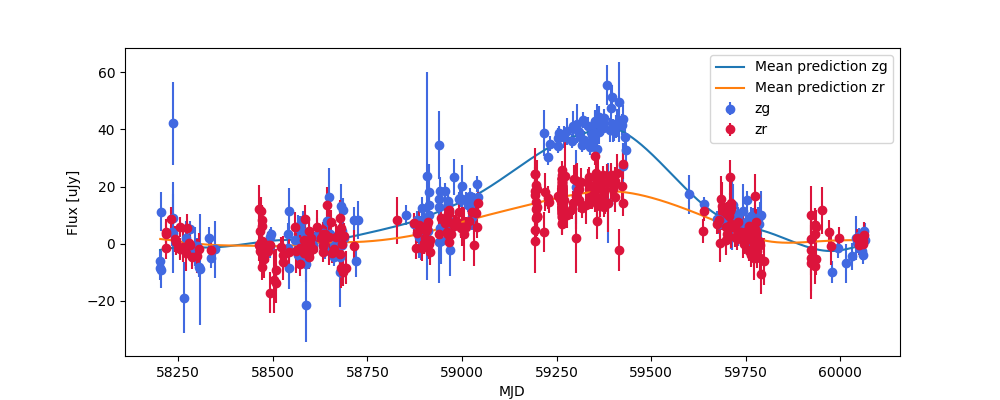 Mean prediction zg
Mean prediction zr
zg
zr
60
40
20
0
−20
Flux [uJy]
58250 58500 58750 59000 59250 59500 59750 60000
MJD